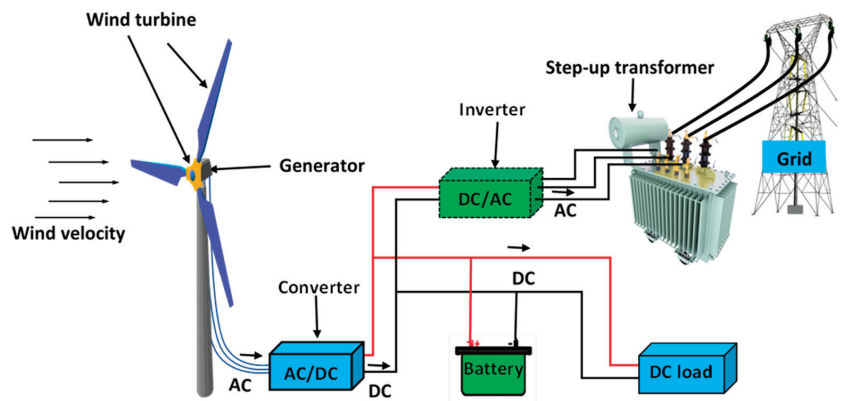 Wind turbine
Step-up transformer
Inverter
Grid
Generator
DC/AC
AC
Wind velocity
DC
Converter
AC/DC
AC
DC
- +
-
Battery
DC load